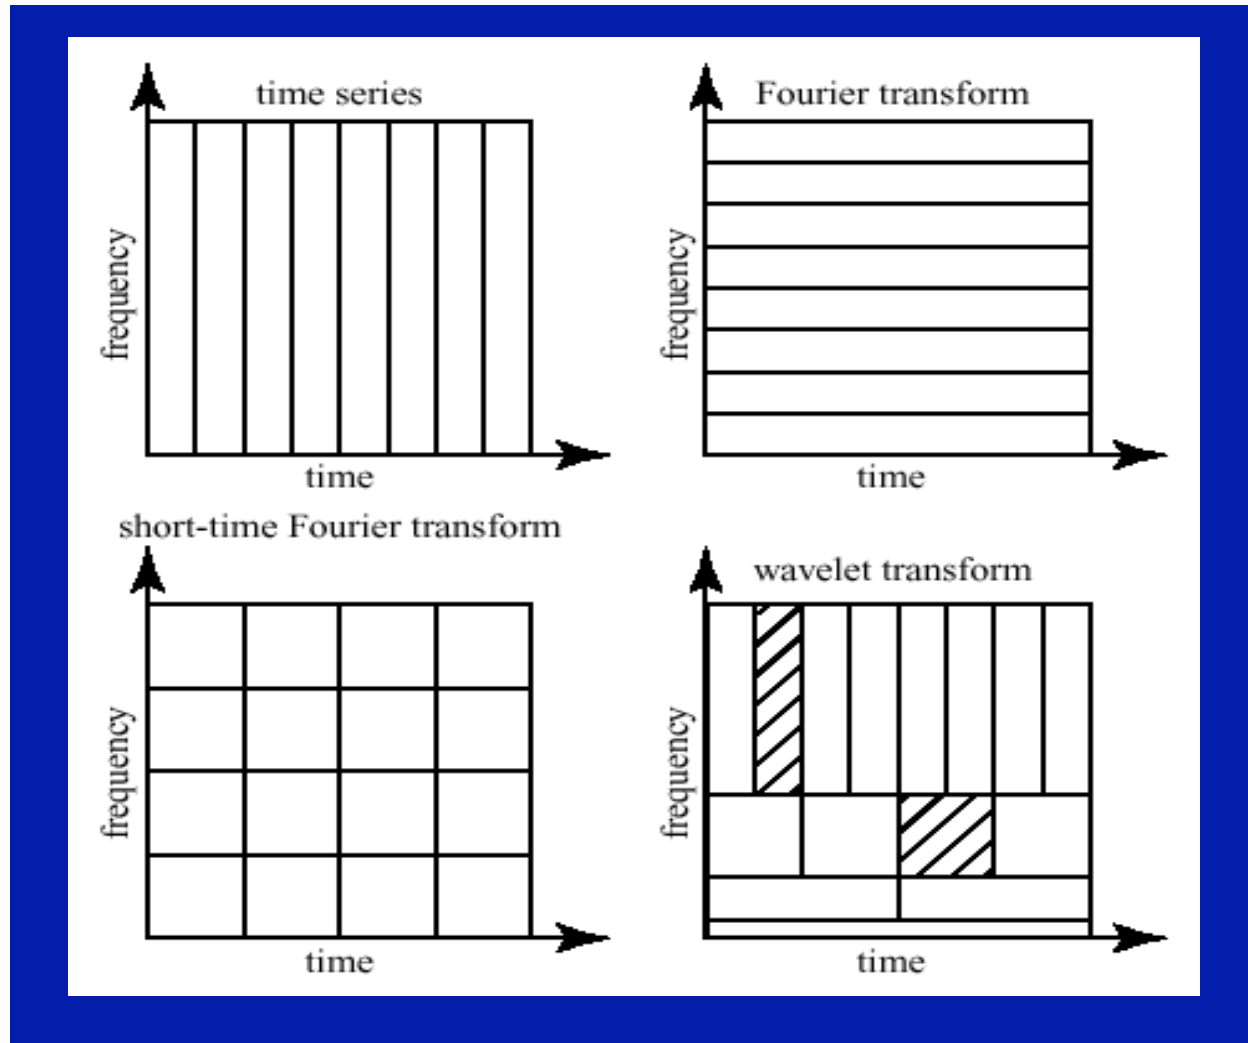 time series
frequency
time
Fourier transform
frequency
time
short-time Fourier transform
frequency
time
wavelet transform
frequency
time